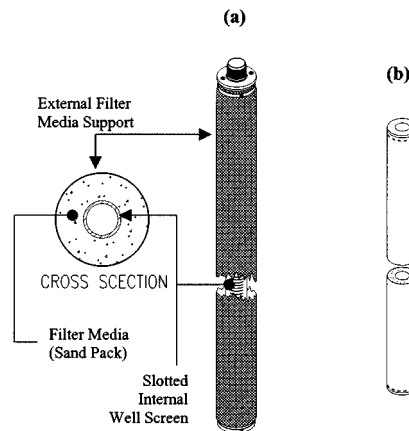 (a)
(b)
External Filter
Media Support
CROSS SCECTION
Filter Media
(Sand Pack)
Slotted
Internal
Well Screen